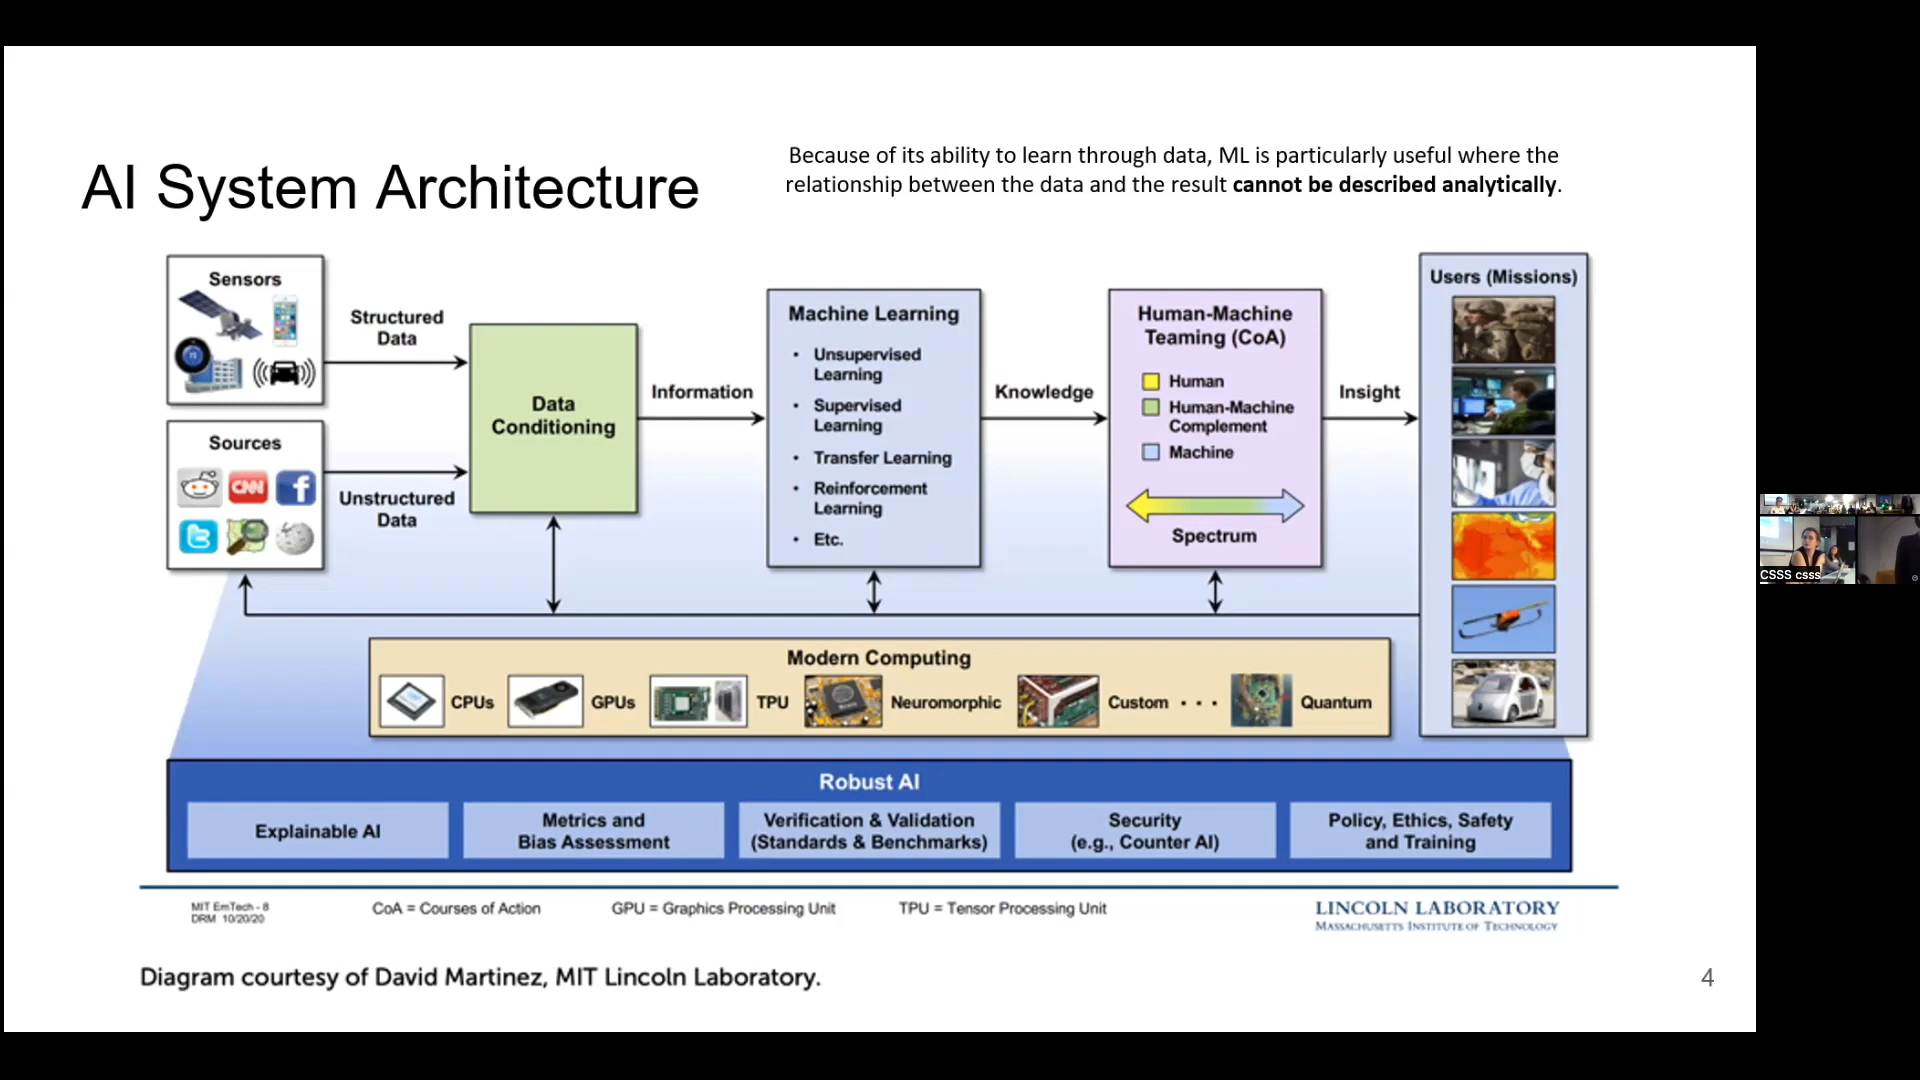 AI System Architecture
Because of its ability to learn through data, ML is particularly useful where the
relationship between the data and the result cannot be described analytically.
Sensors
Structured
Data
Sources
CNN
Unstructured
Data
Data
Conditioning
Information
Machine Learning
• Unsupervised
Learning
• Supervised
Learning
• Transfer Learning
• Reinforcement
Learning
• Etc.
Knowledge
Human-Machine
Teaming (CoA)
Human
Human-Machine
Complement
Machine
Spectrum
Insight
Users (Missions)
Modern Computing
CPUs
GPUs
TPU
Neuromorphic
Custom . . .
Quantum
Robust AI
Explainable AI
Metrics and
Bias Assessment
Verification & Validation
(Standards & Benchmarks)
Security
(e.g., Counter AI)
Policy, Ethics, Safety
and Training
MIT EmTech - 8
DRM 10/20/20
CoA = Courses of Action
GPU = Graphics Processing Unit
TPU = Tensor Processing Unit
LINCOLN LABORATORY
MASSACHUSETTS INSTITUTE OF TECHNOLOGY
Diagram courtesy of David Martinez, MIT Lincoln Laboratory.
4
CSSS csss